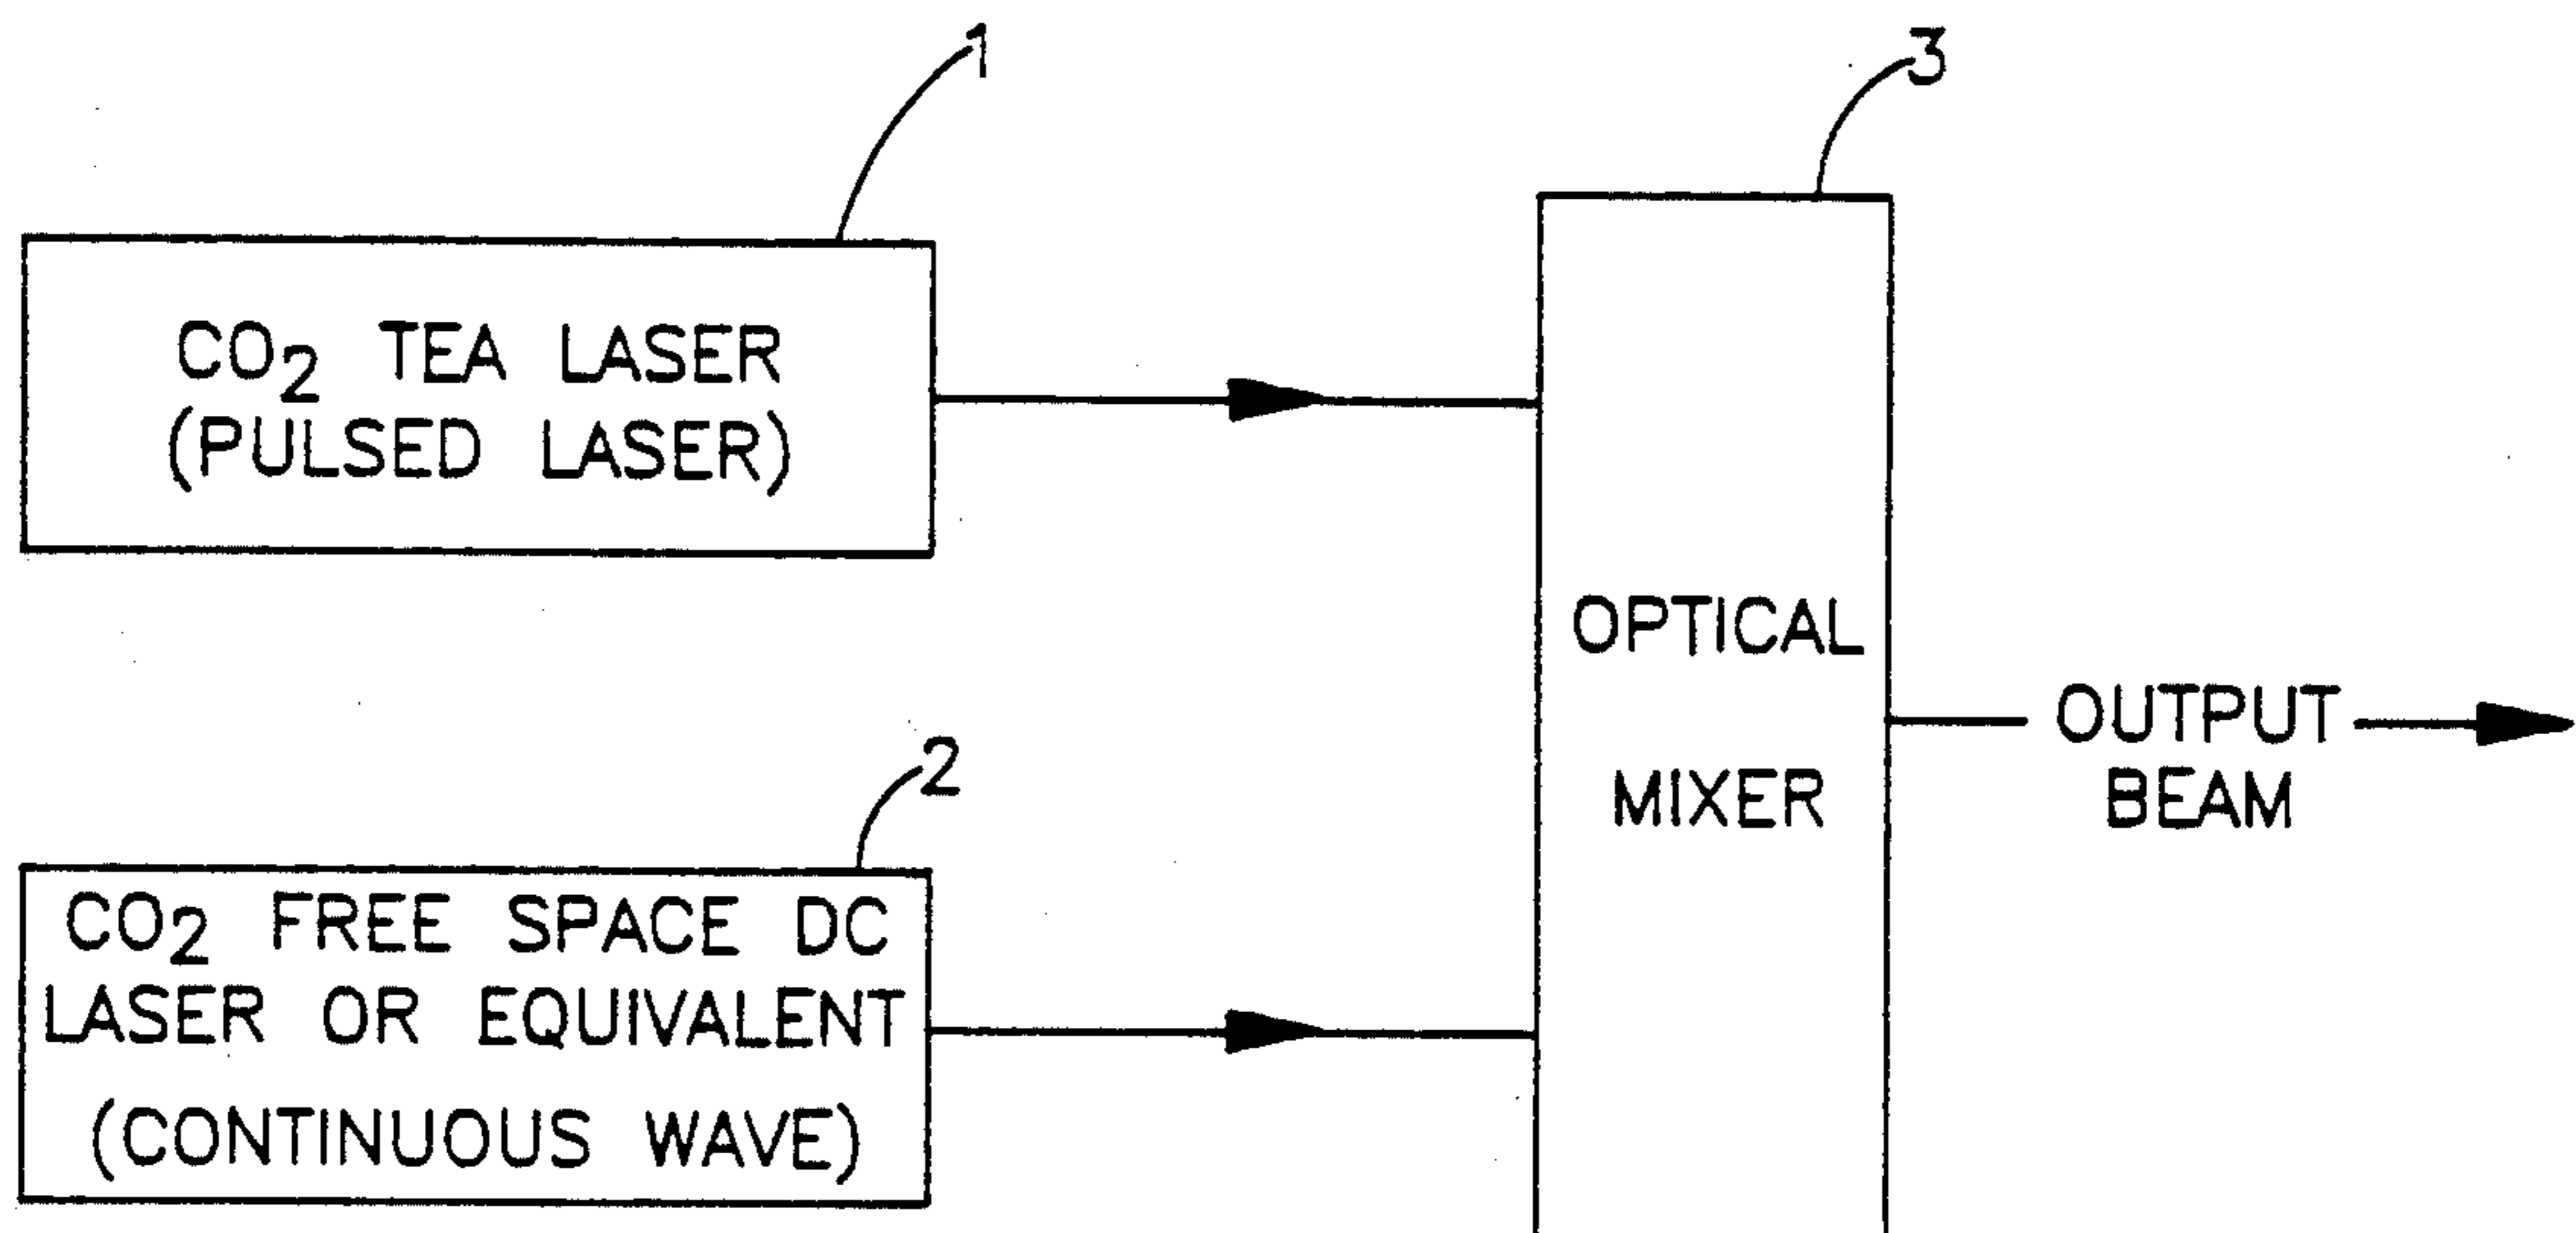 1
3
CO₂ TEA LASER
(PULSED LASER)
OPTICAL
MIXER
OUTPUT
BEAM
2
CO₂ FREE SPACE DC
LASER OR EQUIVALENT
(CONTINUOUS WAVE)